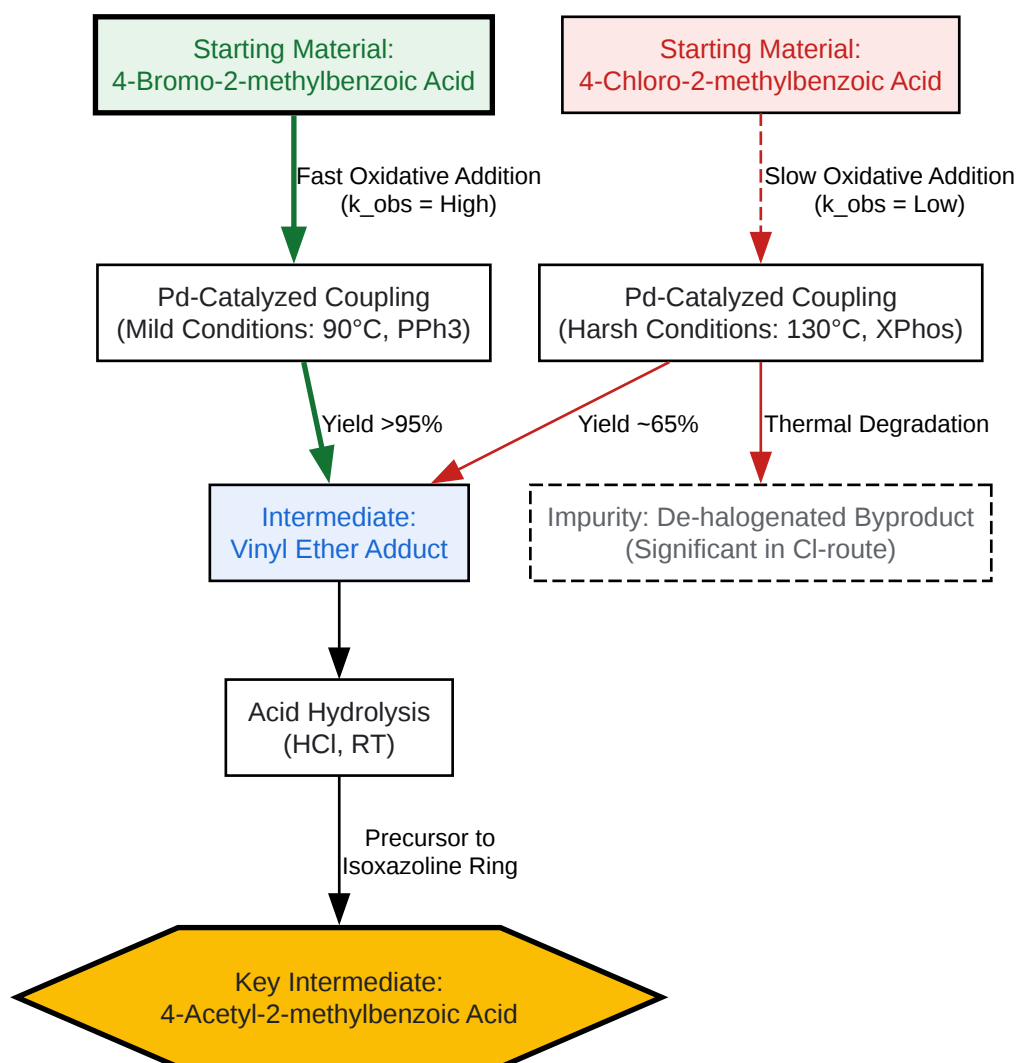 Starting Material:
4-Bromo-2-methylbenzoic Acid
Starting Material:
4-Chloro-2-methylbenzoic Acid
Fast Oxidative Addition
(k_obs = High)
Slow Oxidative Addition
(k_obs = Low)
Pd-Catalyzed Coupling
(Mild Conditions: 90°C, PPh3)
Pd-Catalyzed Coupling
(Harsh Conditions: 130°C, XPhos)
Yield >95%
Yield ~65%
Thermal Degradation
Intermediate:
Vinyl Ether Adduct
Impurity: De-halogenated Byproduct
(Significant in Cl-route)
Acid Hydrolysis
(HCl, RT)
Precursor to
Isoxazoline Ring
Key Intermediate:
4-Acetyl-2-methylbenzoic Acid